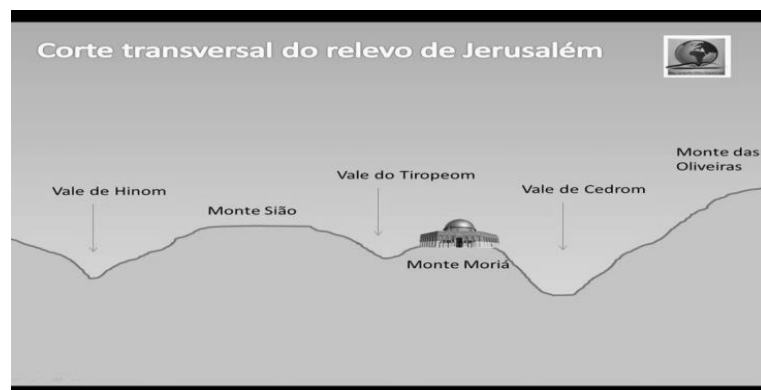 Corte transversal do relevo de Jerusalém
Monte das
Oliveiras
Vale do Tiropeom
Vale de Hinom
Vale de Cedrom
Monte Sião
Monte Moriá